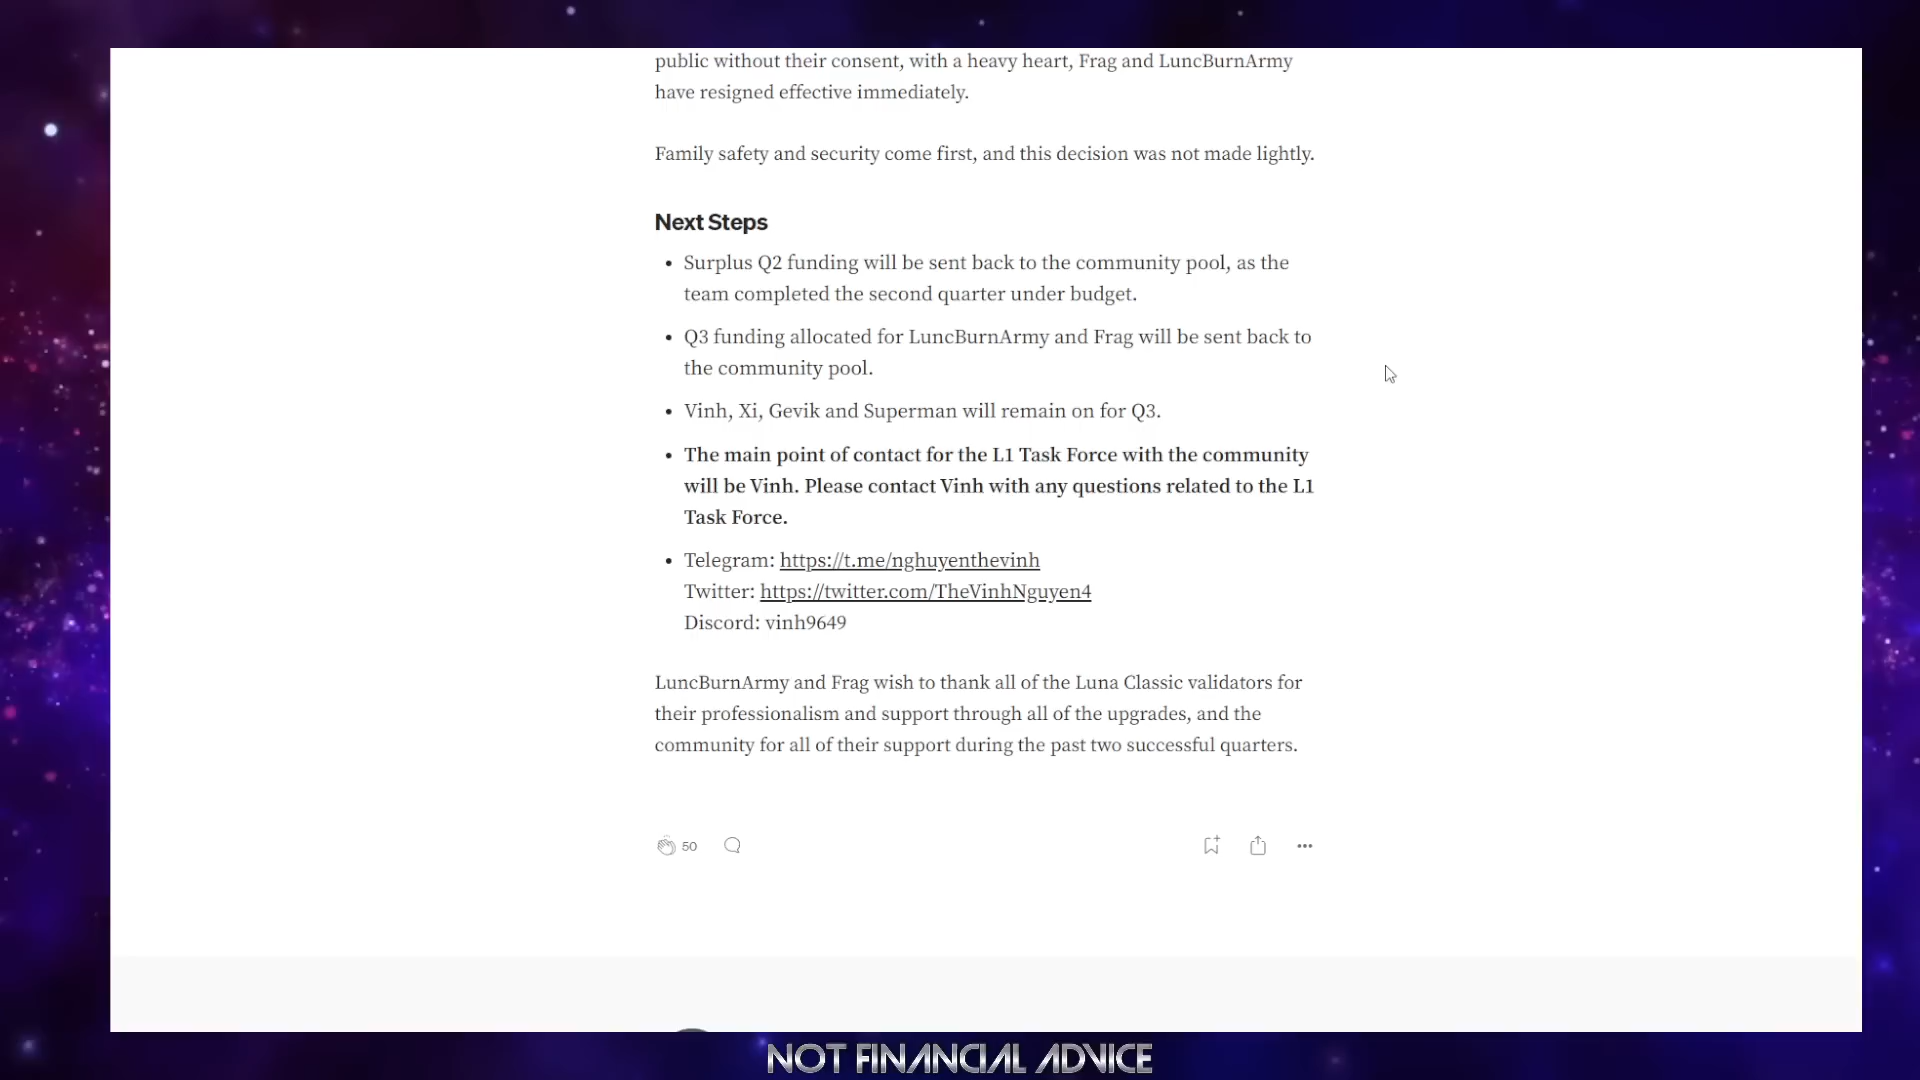 public without their consent, with a heavy heart, Frag and LuncBurnArmy
have resigned effective immediately.
Family safety and security come first, and this decision was not made lightly.
Next Steps
• Surplus Q2 funding will be sent back to the community pool, as the
team completed the second quarter under budget.
• Q3 funding allocated for LuncBurnArmy and Frag will be sent back to
the community pool.
• Vinh, Xi, Gevik and Superman will remain on for Q3.
• The main point of contact for the L1 Task Force with the community
will be Vinh. Please contact Vinh with any questions related to the L1
Task Force.
• Telegram: https://t.me/nghuyenthevinh
Twitter: https://twitter.com/TheVinhNguyen4
Discord: vinh9649
LuncBurnArmy and Frag wish to thank all of the Luna Classic validators for
their professionalism and support through all of the upgrades, and the
community for all of their support during the past two successful quarters.
50
NOT FINANCIAL ADVICE